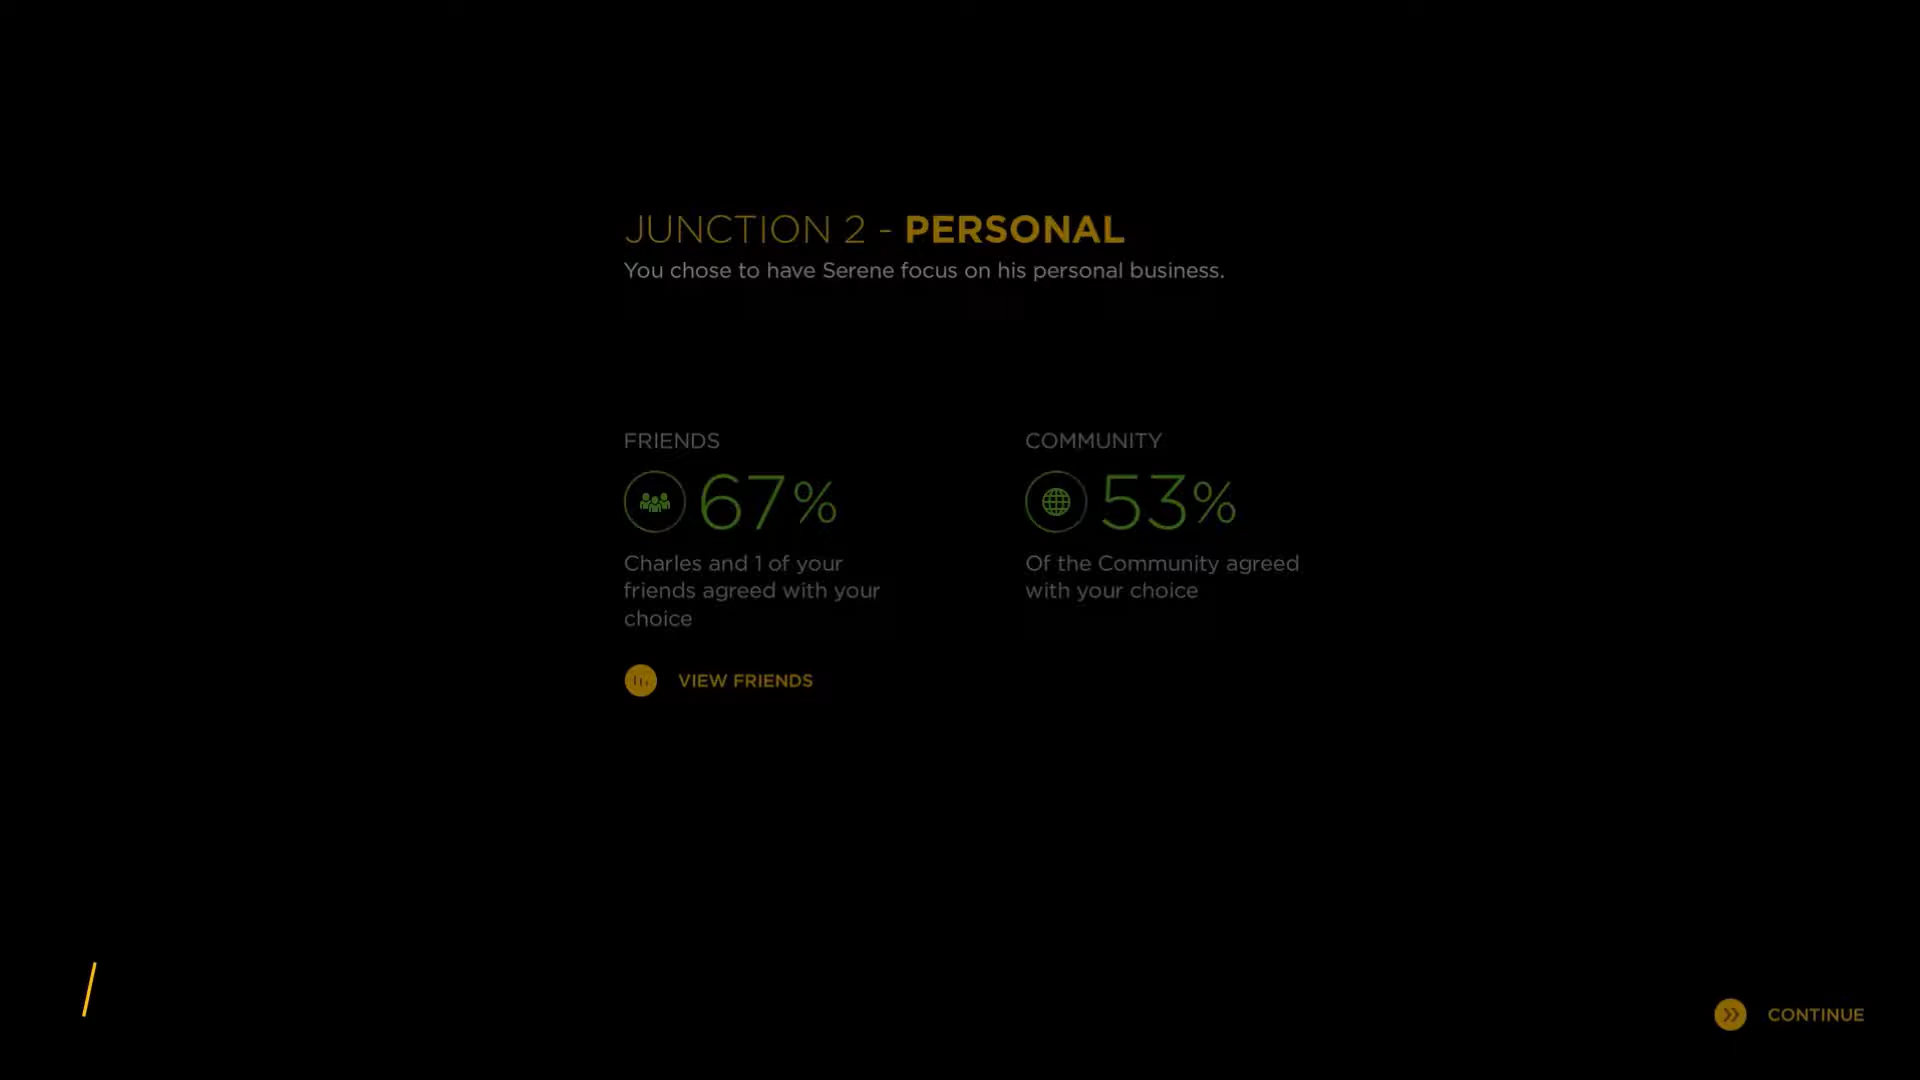 JUNCTION 2 - PERSONAL
You chose to have Serene focus on his personal business.
FRIENDS
67%
Charles and 1 of your
friends agreed with your
choice
VIEW FRIENDS
COMMUNITY
53%
Of the Community agreed
with your choice
CONTINUE